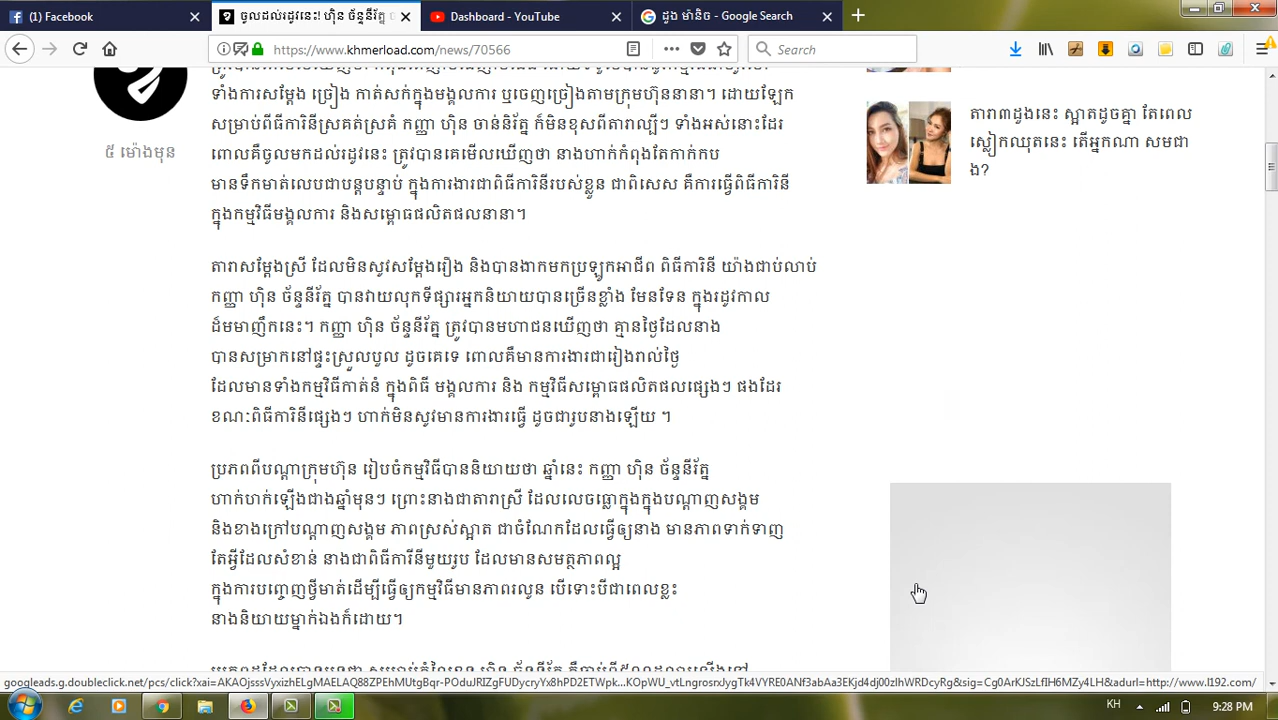 (1) Facebook
ចូលដល់រដូវនេះ! ហ៊ិន ច័ន្ទនីរ័ត្ន
Dashboard - YouTube
ដួង ម៉ានិច - Google Search
https://www.khmerload.com/news/70566
Search
ទាំងការសម្ដែង ច្រៀង កាត់សក់ក្នុងមង្គលការ ឬចេញច្រៀងតាមក្រុមហ៊ុននានា។ ដោយឡែក
សម្រាប់ពិធីការិនីស្រគត់ស្រគំ កញ្ញា ហ៊ិន ចាន់និរ័ត្ន ក៏មិនខុសពីតារាល្បីៗ ទាំងអស់នោះដែរ
ពោលគឺចូលមកដល់រដូវនេះ ត្រូវបានគេមើលឃើញថា នាងហាក់កំពុងតែកាក់កប
មានទឹកមាត់លេបជាបន្តបន្ទាប់ ក្នុងការងារជាពិធីការិនីរបស់ខ្លួន ជាពិសេស គឺការធ្វើពិធីការិនី
ក្នុងកម្មវិធីមង្គលការ និងសម្ពោធផលិតផលនានា។
៥ ម៉ោងមុន
តារា៣ដួងនេះ ស្អាតដូចគ្នា តែពេល
ស្លៀកឈុតនេះ តើអ្នកណា សមជា
ង?
តារាសម្ដែងស្រី ដែលមិនសូវសម្ដែងរឿង និងបានងាកមកប្រឡូកអាជីព ពិធីការិនី យ៉ាងជាប់លាប់
កញ្ញា ហ៊ិន ច័ន្ទនីរ័ត្ន បានវាយលុកទីផ្សារអ្នកនិយាយបានច្រើនខ្លាំង មែនទែន ក្នុងរដូវកាល
ដ៏មមាញឹកនេះ។ កញ្ញា ហ៊ិន ច័ន្ទនីរ័ត្ន ត្រូវបានមហាជនឃើញថា គ្មានថ្ងៃដែលនាង
បានសម្រាកនៅផ្ទះស្រួលបួល ដូចគេទេ ពោលគឺមានការងារជារៀងរាល់ថ្ងៃ
ដែលមានទាំងកម្មវិធីកាត់នំ ក្នុងពិធី មង្គលការ និង កម្មវិធីសម្ពោធផលិតផលផ្សេងៗ ផងដែរ
ខណៈពិធីការិនីផ្សេងៗ ហាក់មិនសូវមានការងារធ្វើ ដូចជារូបនាងឡើយ ។
ប្រភពពីបណ្ដាក្រុមហ៊ុន រៀបចំកម្មវិធីបាននិយាយថា ឆ្នាំនេះ កញ្ញា ហ៊ិន ច័ន្ទនីរ័ត្ន
ហាក់ហក់ឡើងជាងឆ្នាំមុនៗ ព្រោះនាងជាតារាស្រី ដែលលេចធ្លោក្នុងក្នុងបណ្ដាញសង្គម
និងខាងក្រៅបណ្ដាញសង្គម ភាពស្រស់ស្អាត ជាចំណែកដែលធ្វើឲ្យនាង មានភាពទាក់ទាញ
តែអ្វីដែលសំខាន់ នាងជាពិធីការីនីមួយរូប ដែលមានសមត្ថភាពល្អ
ក្នុងការបញ្ចេញថ្វីមាត់ដើម្បីធ្វើឲ្យកម្មវិធីមានភាពរលូន បើទោះបីជាពេលខ្លះ
នាងនិយាយម្នាក់ឯងក៏ដោយ។
KH
9:28 PM